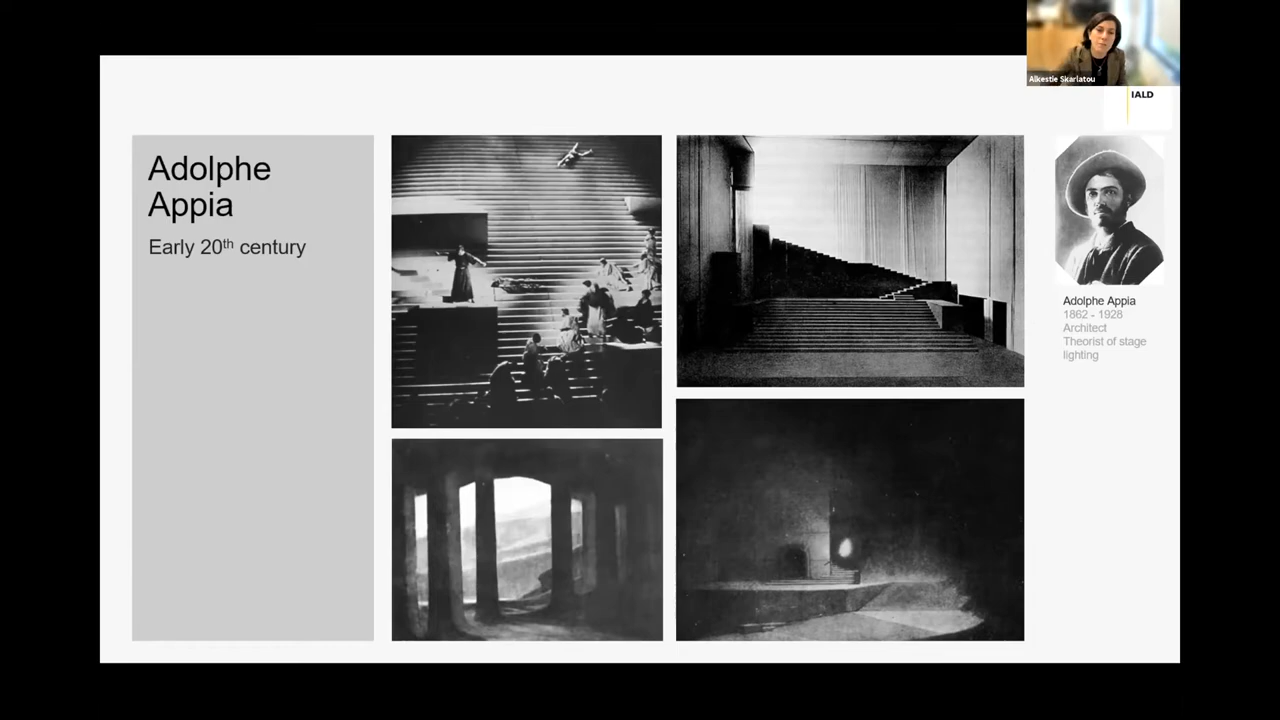 Alkestie Skarlatou
IALD
Adolphe
Appia
Early 20th century
Adolphe Appia
1862 - 1928
Architect
Theorist of stage
lighting